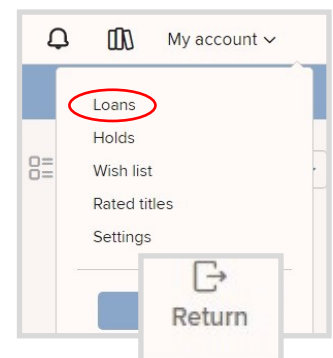 My account
Loans
Holds
Wish list
Rated titles
Settings
Return